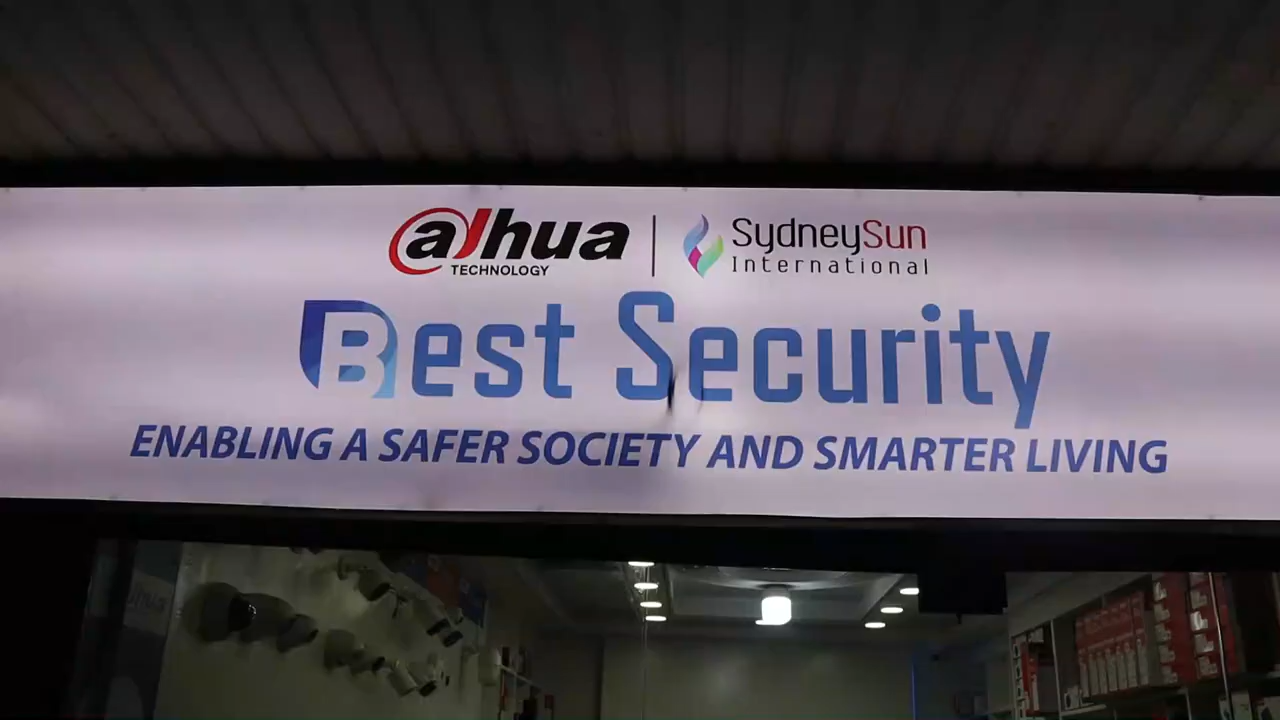 alhua
TECHNOLOGY
SydneySun
International
Best Security
ENABLING A SAFER SOCIETY AND SMARTER LIVING